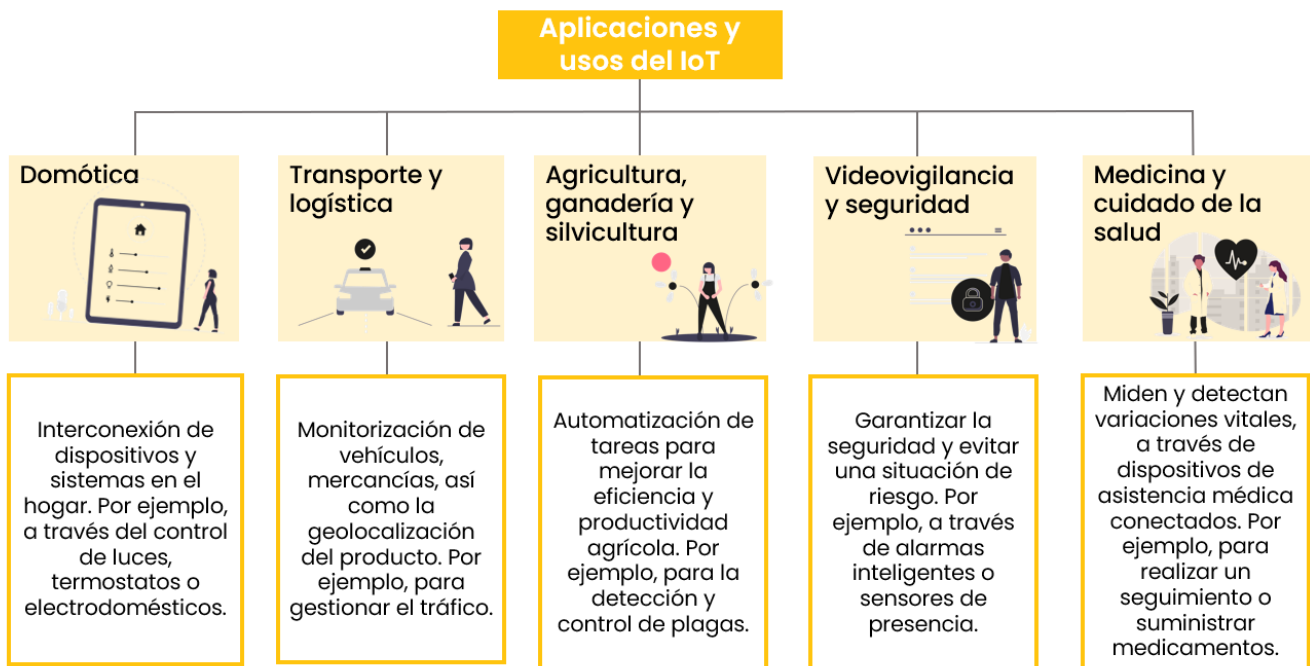 Aplicaciones y
usos del IoT
Domótica
Transporte y
logística
Agricultura,
ganadería y
silvicultura
Videovigilancia
y seguridad
Medicina y
cuidado de la
salud
Interconexión de
dispositivos y
sistemas en el
hogar. Por ejemplo,
a través del control
de luces,
termostatos o
electrodomésticos.
Monitorización de
vehículos,
mercancías, así
como la
geolocalización
del producto. Por
ejemplo, para
gestionar el tráfico.
Automatización de
tareas para
mejorar la
eficiencia y
productividad
agrícola. Por
ejemplo, para la
detección y
control de plagas.
Garantizar la
seguridad y evitar
una situación de
riesgo. Por
ejemplo, a través
de alarmas
inteligentes o
sensores de
presencia.
Miden y detectan
variaciones vitales,
a través de
dispositivos de
asistencia médica
conectados. Por
ejemplo, para
realizar un
seguimiento o
suministrar
medicamentos.